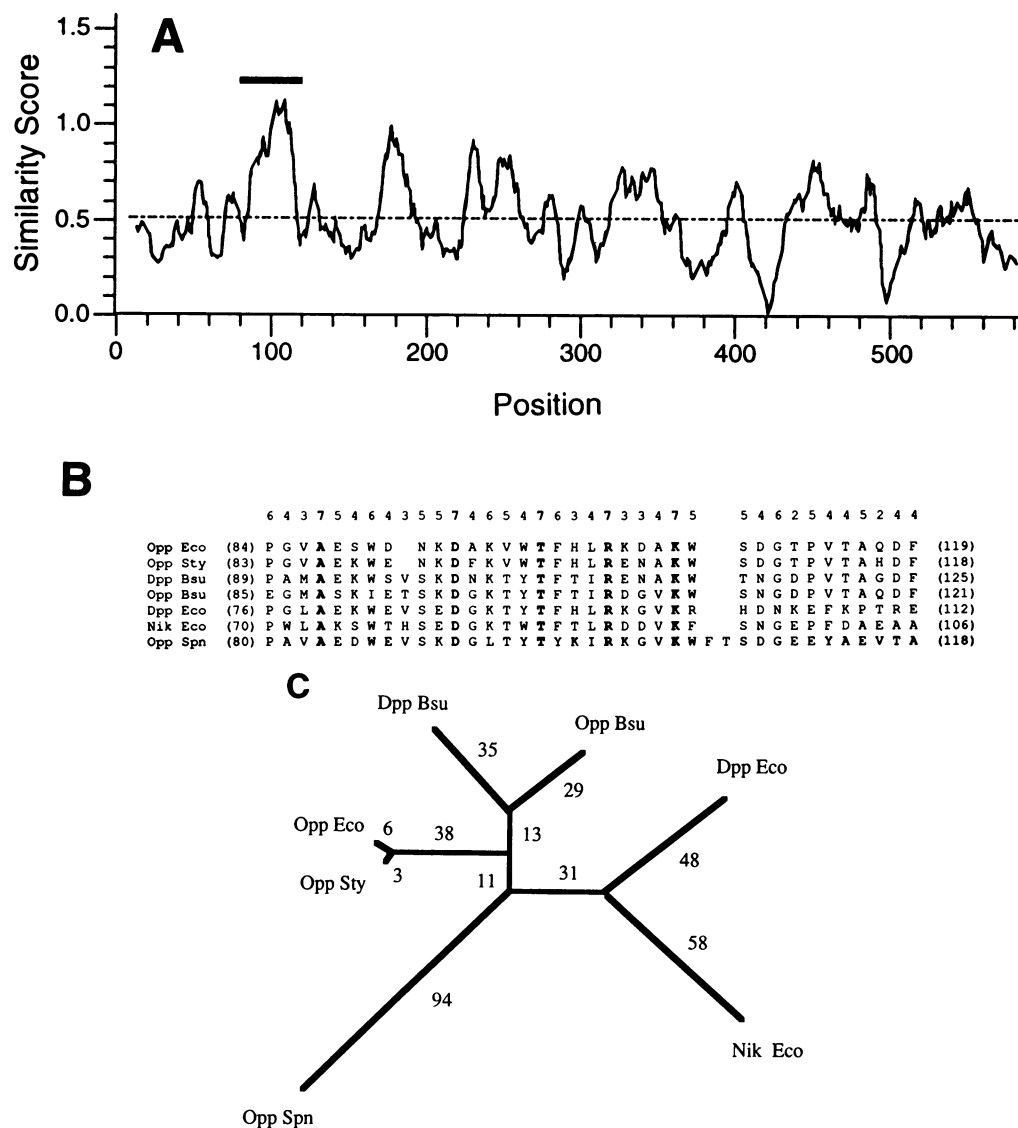 A
Similarity Score
1.5
1.0
0.5
0.0
0 100 200 300 400 500
Position
B
6 4 3 7 5 4 6 4 3 5 5 7 4 6 5 4 7 6 3 4 7 3 3 4 7 5 5 4 6 2 5 4 4 5 2 4 4
Opp Eco (84) P G V A E S W D N K D A K V W T F H L R K D A K W S D G T P V T A Q D F (119)
Opp Sty (83) P G V A E K W E N K D F K V W T F H L R E N A K W S D G T P V T A H D F (118)
Dpp Bsu (89) P A M A E K W S V S K D N K T Y T F T I R E N A K W T N G D P V T A G D F (125)
Opp Bsu (85) E G M A S K I E T S K D G K T Y T F T I R D G V K W S N G D P V T A Q D F (121)
Dpp Eco (76) P G L A E K W E V S E D G K T Y T F H L R K G V K R H D N K E F K P T R E (112)
Nik Eco (70) P W L A K S W T H S E D G K T W T F T L R D D V K F S N G E P F D A E A A (106)
Opp Spn (80) P A V A E D W E V S K D G L T Y T Y K I R K G V K W F T S D G E E Y A E V T A (118)
C
Dpp Bsu
Opp Bsu
35
29
Dpp Eco
Opp Eco
6
38
13
48
Opp Sty
3
11
31
58
94
Nik Eco
Opp Spn